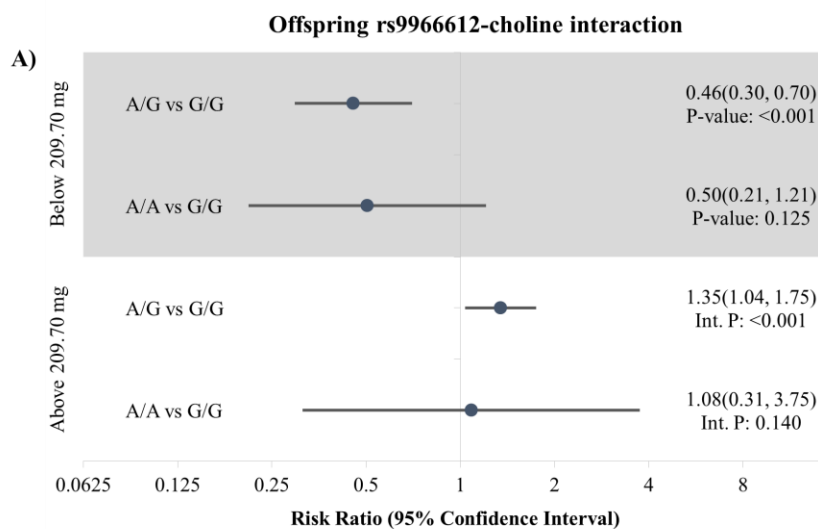 Offspring rs9966612-choline interaction
A)
Below 209.70 mg
A/G vs G/G
0.46(0.30, 0.70)
P-value: <0.001
A/A vs G/G
0.50(0.21, 1.21)
P-value: 0.125
Above 209.70 mg
A/G vs G/G
1.35(1.04, 1.75)
Int. P: <0.001
A/A vs G/G
1.08(0.31, 3.75)
Int. P: 0.140
0.0625 0.125 0.25 0.5 1 2 4 8
Risk Ratio (95% Confidence Interval)